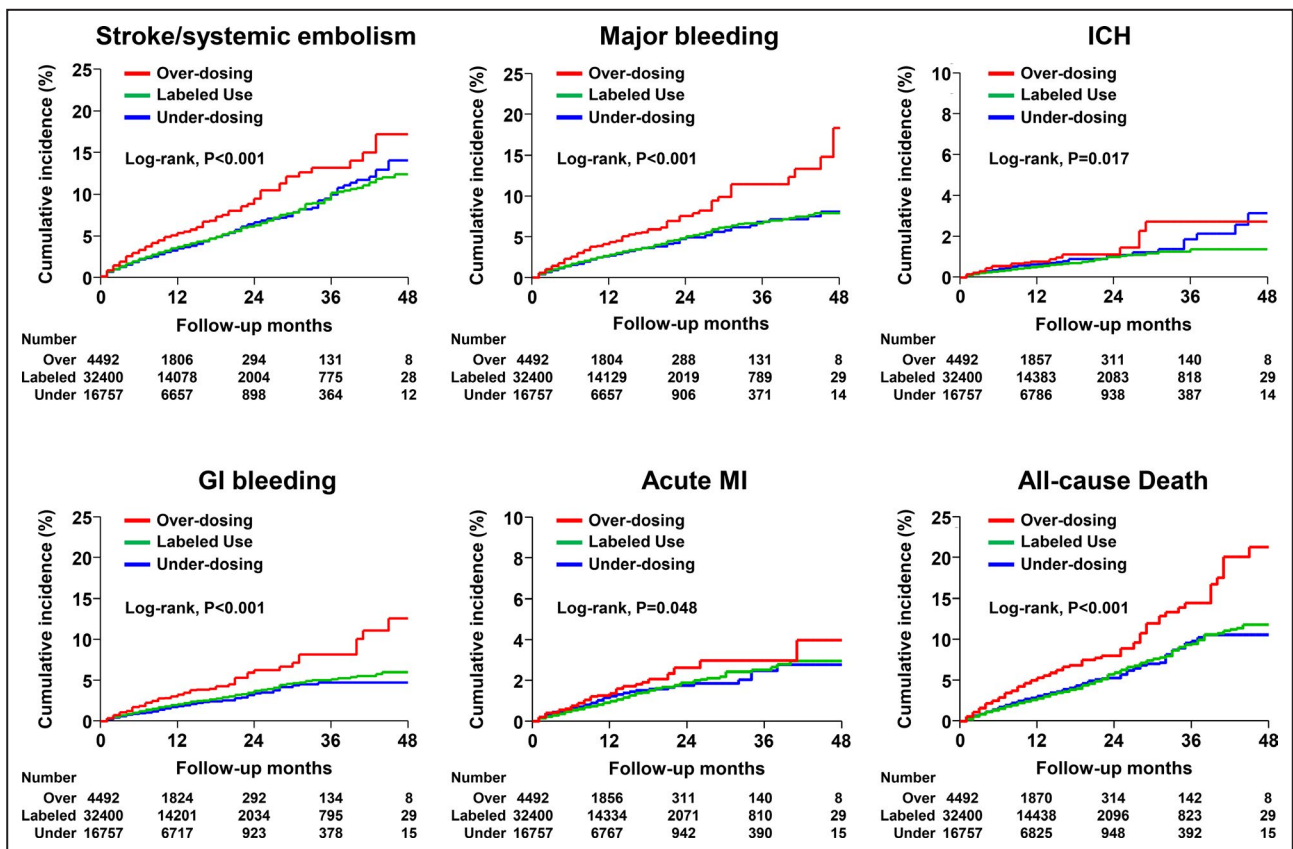 Stroke/systemic embolism
Cumulative incidence (%)
25
20
15
10
5
0
Over-dosing
Labeled Use
Under-dosing
Log-rank, P<0.001
0 12 24 36 48
Follow-up months
Number
Over 4492 1806 294 131 8
Labeled 32400 14078 2004 775 28
Under 16757 6657 898 364 12
Major bleeding
Cumulative incidence (%)
25
20
15
10
5
0
Over-dosing
Labeled Use
Under-dosing
Log-rank, P<0.001
0 12 24 36 48
Follow-up months
Number
Over 4492 1804 288 131 8
Labeled 32400 14129 2019 789 29
Under 16757 6657 906 371 14
ICH
Cumulative incidence (%)
10
8
6
4
2
0
Over-dosing
Labeled Use
Under-dosing
Log-rank, P=0.017
0 12 24 36 48
Follow-up months
Number
Over 4492 1857 311 140 8
Labeled 32400 14383 2083 818 29
Under 16757 6786 938 387 14
GI bleeding
Cumulative incidence (%)
25
20
15
10
5
0
Over-dosing
Labeled Use
Under-dosing
Log-rank, P<0.001
0 12 24 36 48
Follow-up months
Number
Over 4492 1824 292 134 8
Labeled 32400 14201 2034 795 29
Under 16757 6717 923 378 15
Acute MI
Cumulative incidence (%)
10
8
6
4
2
0
Over-dosing
Labeled Use
Under-dosing
Log-rank, P=0.048
0 12 24 36 48
Follow-up months
Number
Over 4492 1856 311 140 8
Labeled 32400 14334 2071 810 29
Under 16757 6767 942 390 15
All-cause Death
Cumulative incidence (%)
25
20
15
10
5
0
Over-dosing
Labeled Use
Under-dosing
Log-rank, P<0.001
0 12 24 36 48
Follow-up months
Number
Over 4492 1870 314 142 8
Labeled 32400 14438 2096 823 29
Under 16757 6825 948 392 15